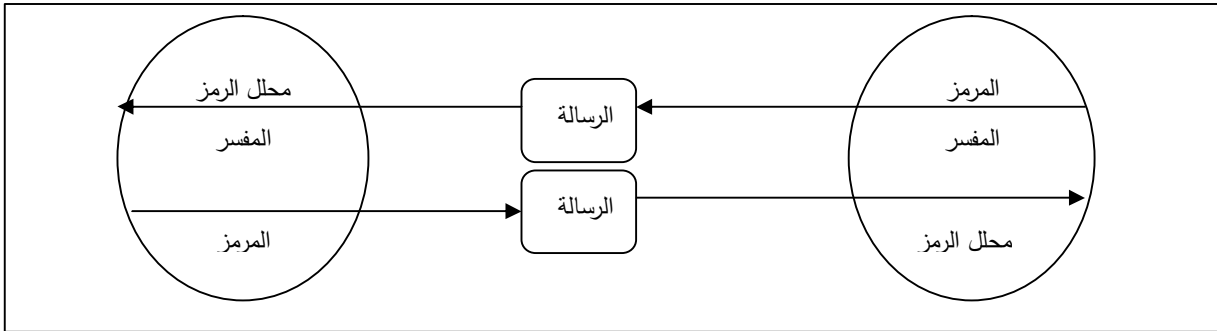 المرمز
الرسالة
محلل الرمز
المفسر
المفسر
الرسالة
المرمز
محلل الرمز